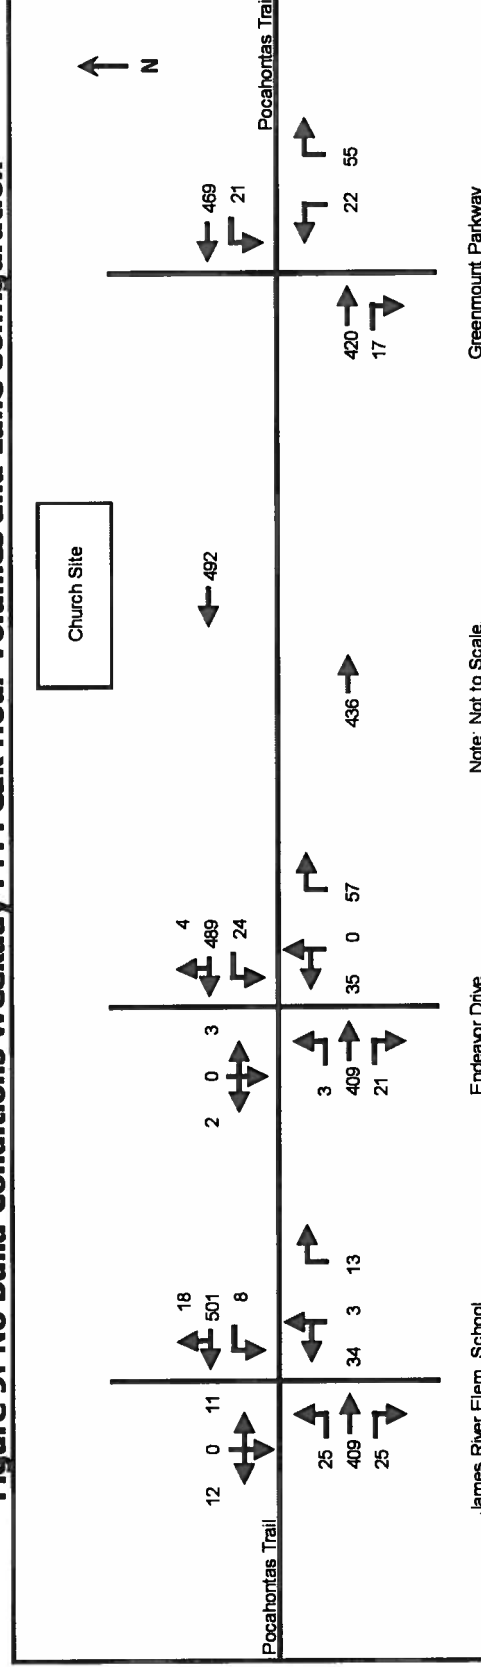 No Build Conditions Weekday Peak Hour Volumes and Lane Configuration
N
Church Site
12 0 11
18
501
8
2 0 3
4
489
24
492
469
21
Pocahontas Trail
Pocahontas Trail
25
409
25
34 3 13
3
409
21
35 0 57
436
420
17
22 55
James River Elem. School
Endeavor Drive
Note: Not to Scale
Greenmount Parkway